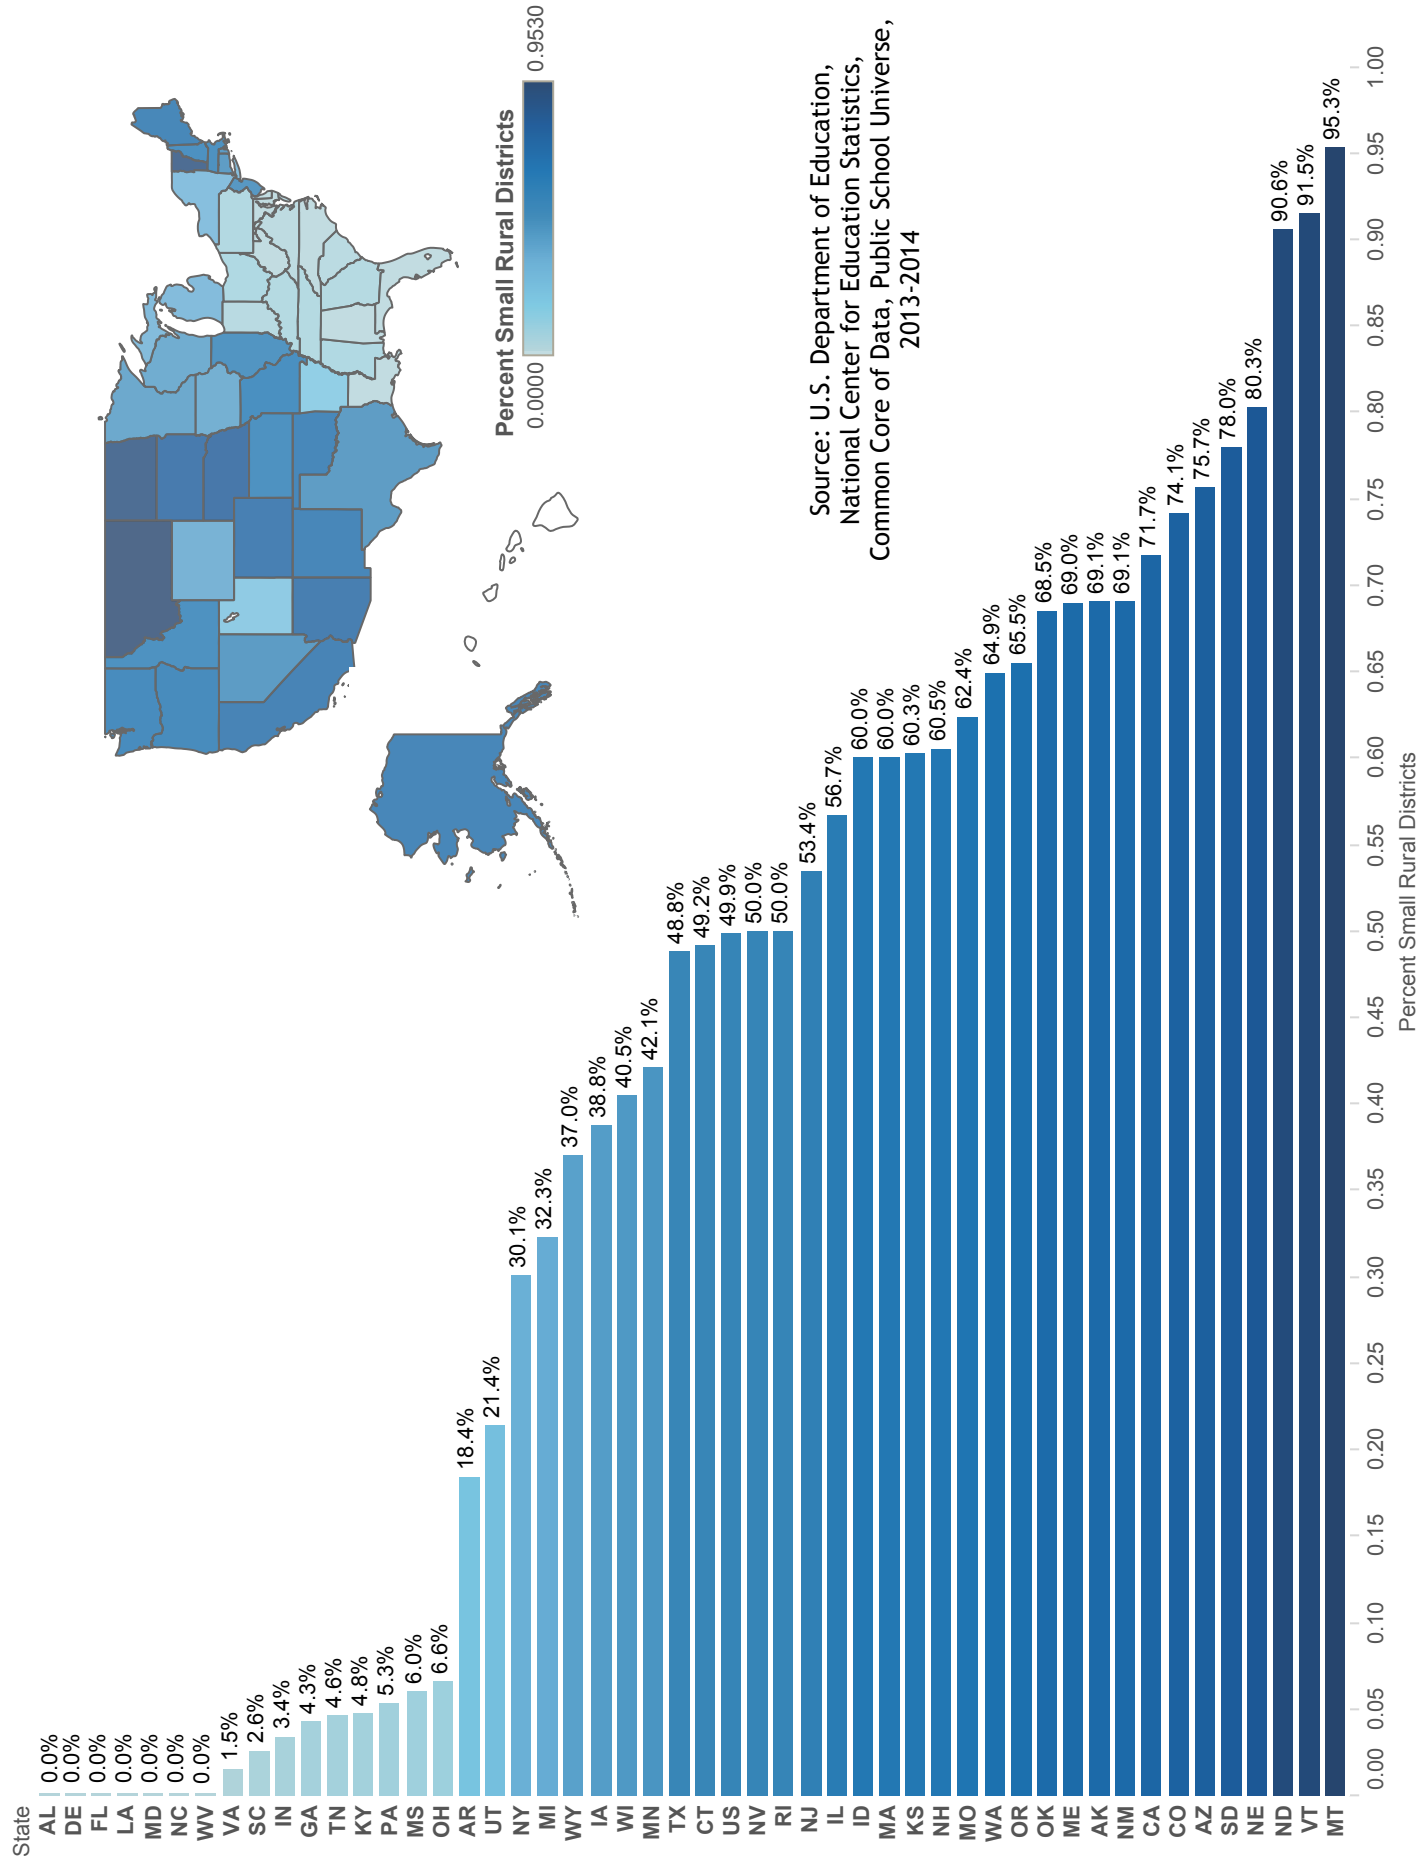 State
AL 0.0%
DE 0.0%
FL 0.0%
LA 0.0%
MD 0.0%
NC 0.0%
WV 0.0%
VA 1.5%
SC 2.6%
IN 3.4%
GA 4.3%
TN 4.6%
KY 4.8%
PA 5.3%
MS 6.0%
OH 6.6%
AR 18.4%
UT 21.4%
NY 30.1%
MI 32.3%
WY 37.0%
IA 38.8%
WI 40.5%
MN 42.1%
TX 48.8%
CT 49.2%
US 49.9%
NV 50.0%
RI 50.0%
NJ 53.4%
IL 56.7%
ID 60.0%
MA 60.0%
KS 60.3%
NH 60.5%
MO 62.4%
WA 64.9%
OR 65.5%
OK 68.5%
ME 69.0%
AK 69.1%
NM 69.1%
CA 71.7%
CO 74.1%
AZ 75.7%
SD 78.0%
NE 80.3%
ND 90.6%
VT 91.5%
MT 95.3%
0.00 0.05 0.10 0.15 0.20 0.25 0.30 0.35 0.40 0.45 0.50 0.55 0.60 0.65 0.70 0.75 0.80 0.85 0.90 0.95 1.00
Percent Small Rural Districts
Percent Small Rural Districts
0.0000 0.9530
Source: U.S. Department of Education,
National Center for Education Statistics,
Common Core of Data, Public School Universe,
2013-2014